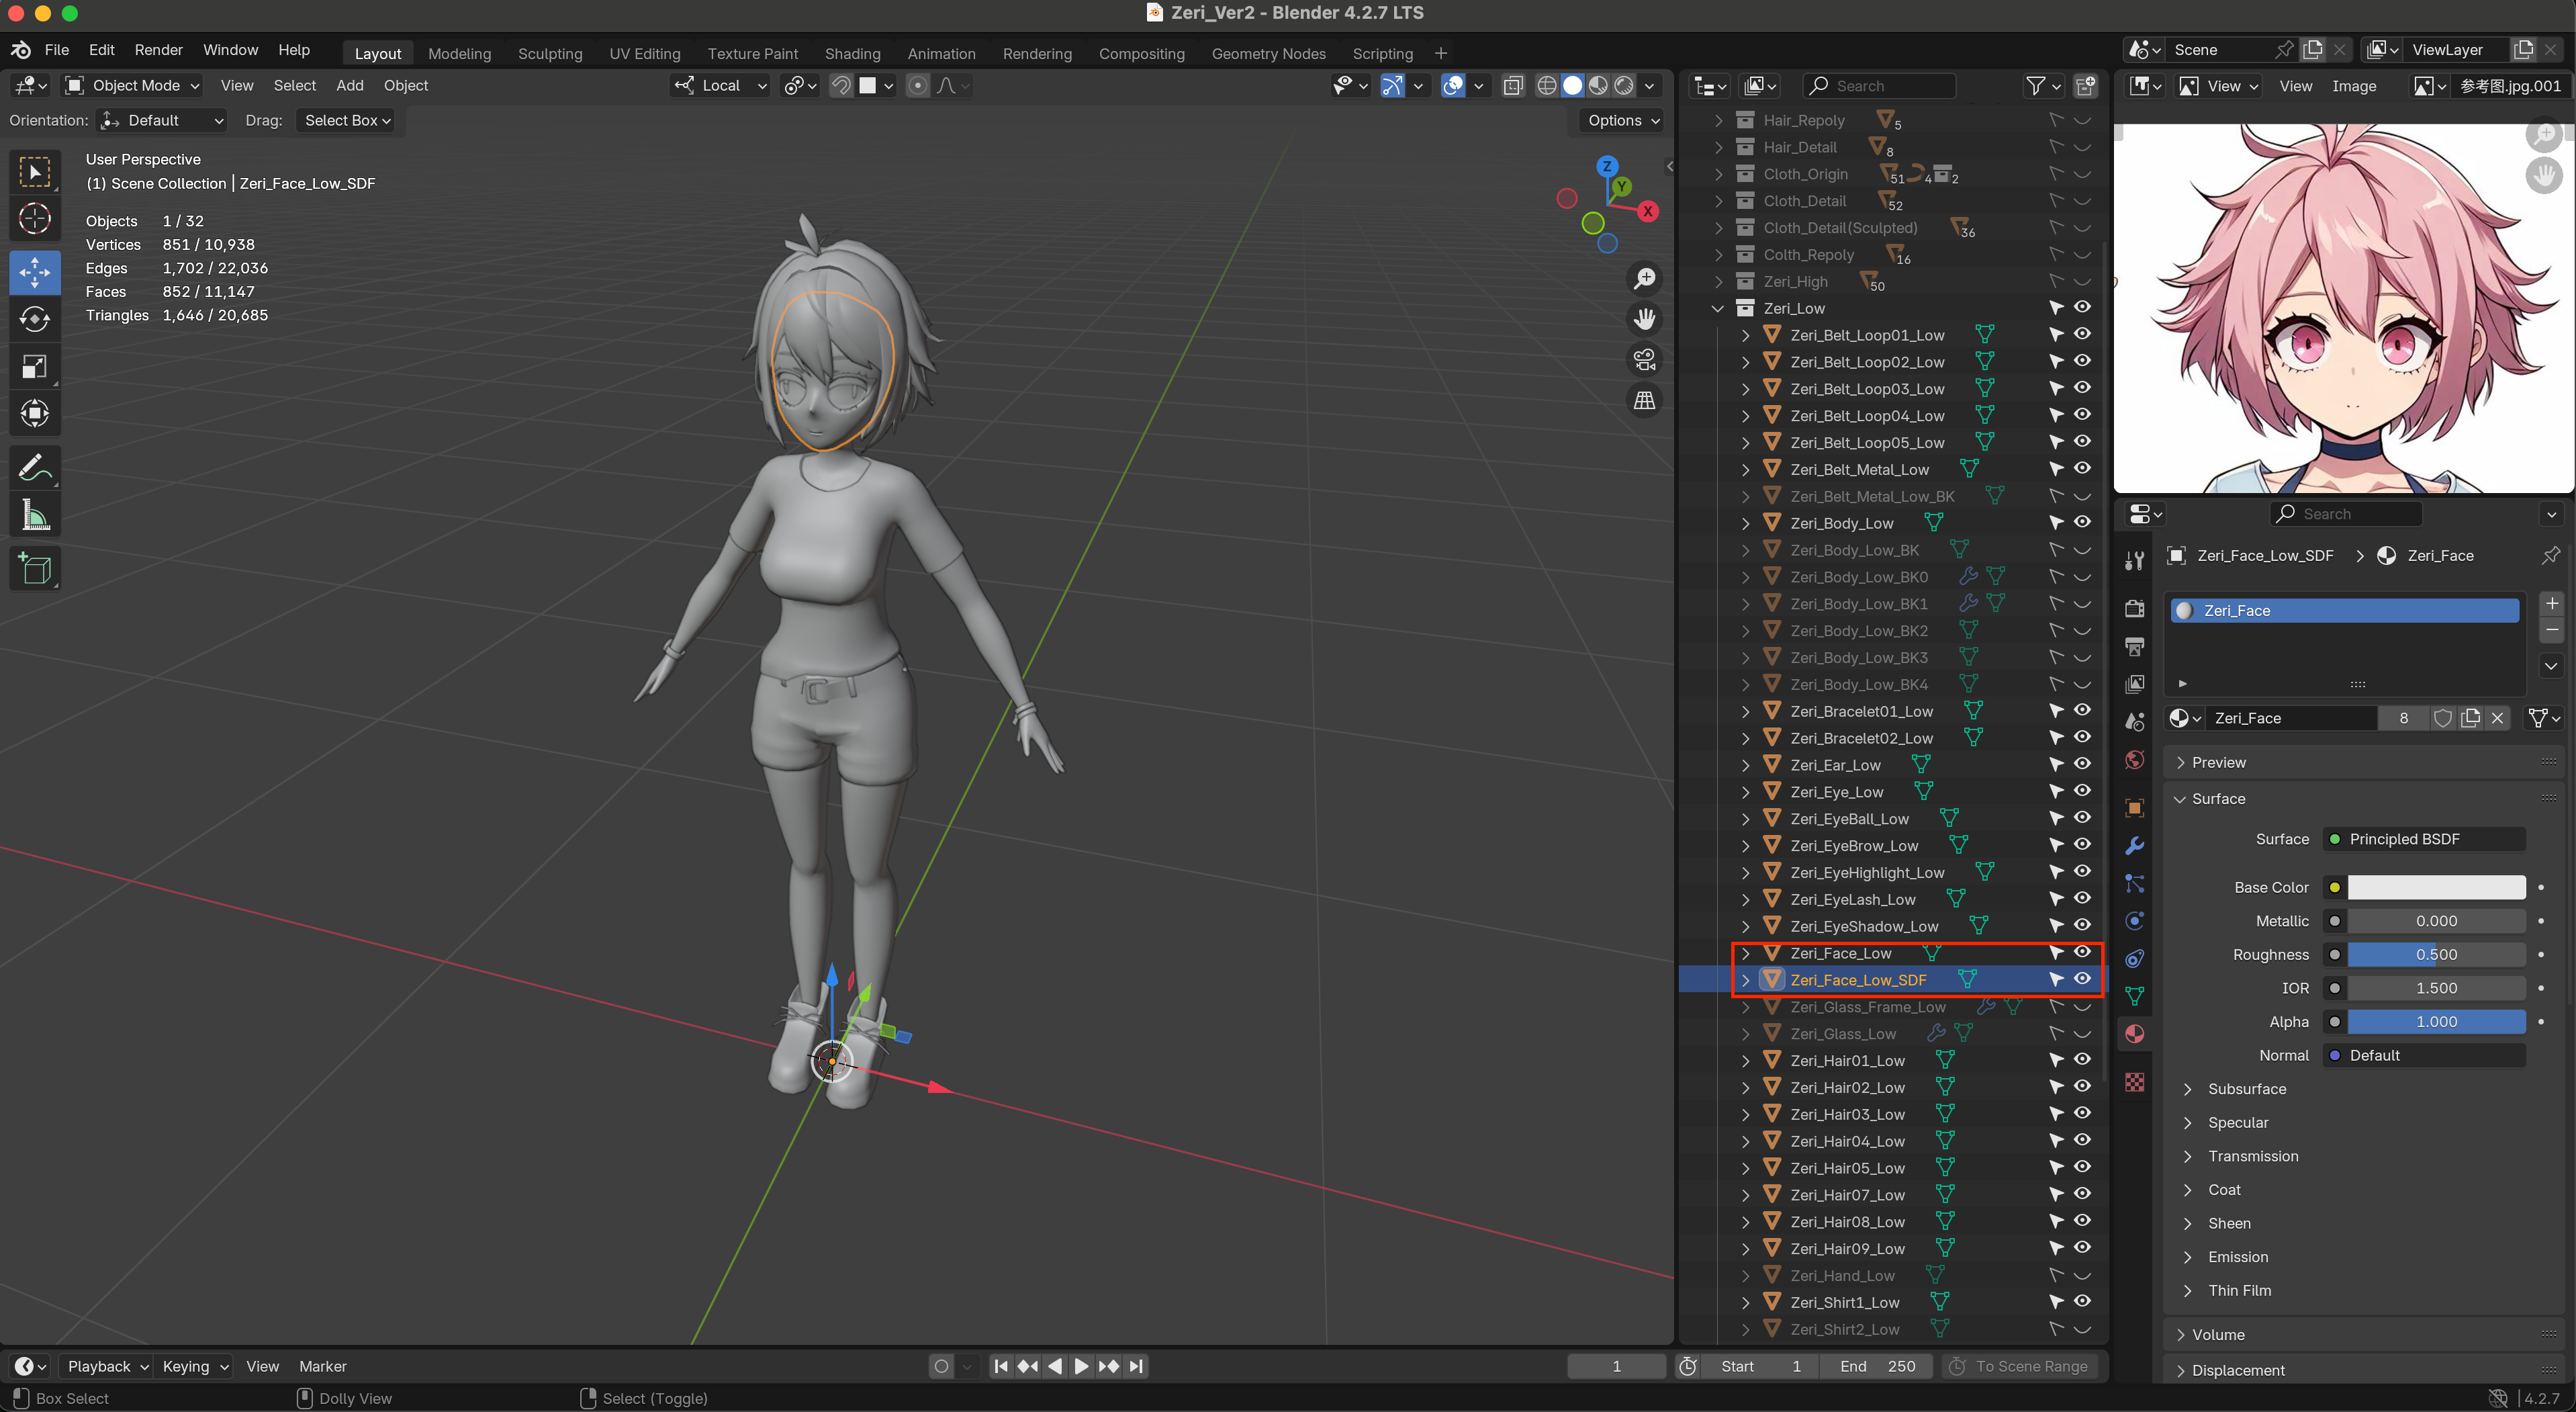 Zeri_Ver2 - Blender 4.2.7 LTS
File Edit Render Window Help Layout Modeling Sculpting UV Editing Texture Paint Shading Animation Rendering Compositing Geometry Nodes Scripting + Scene ViewLayer
Object Mode View Select Add Object Local Search View View Image 参考图.jpg.001
Orientation: Default Drag: Select Box Options
User Perspective
(1) Scene Collection | Zeri_Face_Low_SDF
Objects 1 / 32
Vertices 851 / 10,938
Edges 1,702 / 22,036
Faces 852 / 11,147
Triangles 1,646 / 20,685
Z
Y
X
Hair_Repoly 5
Hair_Detail 8
Cloth_Origin 51 4 2
Cloth_Detail 52
Cloth_Detail(Sculpted) 36
Colth_Repoly 16
Zeri_High 50
Zeri_Low
Zeri_Belt_Loop01_Low
Zeri_Belt_Loop02_Low
Zeri_Belt_Loop03_Low
Zeri_Belt_Loop04_Low
Zeri_Belt_Loop05_Low
Zeri_Belt_Metal_Low
Zeri_Belt_Metal_Low_BK
Zeri_Body_Low
Zeri_Body_Low_BK
Zeri_Body_Low_BK0
Zeri_Body_Low_BK1
Zeri_Body_Low_BK2
Zeri_Body_Low_BK3
Zeri_Body_Low_BK4
Zeri_Bracelet01_Low
Zeri_Bracelet02_Low
Zeri_Ear_Low
Zeri_Eye_Low
Zeri_EyeBall_Low
Zeri_EyeBrow_Low
Zeri_EyeHighlight_Low
Zeri_EyeLash_Low
Zeri_EyeShadow_Low
Zeri_Face_Low
Zeri_Face_Low_SDF
Zeri_Glass_Frame_Low
Zeri_Glass_Low
Zeri_Hair01_Low
Zeri_Hair02_Low
Zeri_Hair03_Low
Zeri_Hair04_Low
Zeri_Hair05_Low
Zeri_Hair07_Low
Zeri_Hair08_Low
Zeri_Hair09_Low
Zeri_Hand_Low
Zeri_Shirt1_Low
Zeri_Shirt2_Low
Search
Zeri_Face_Low_SDF > Zeri_Face
Zeri_Face
Zeri_Face 8
Preview
Surface
Surface Principled BSDF
Base Color
Metallic 0.000
Roughness 0.500
IOR 1.500
Alpha 1.000
Normal Default
Subsurface
Specular
Transmission
Coat
Sheen
Emission
Thin Film
Volume
Displacement
Playback Keying View Marker 1 Start 1 End 250 To Scene Range
Box Select Dolly View Select (Toggle) 4.2.7